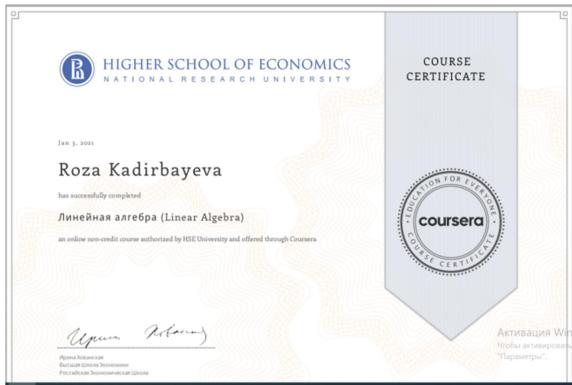 HIGHER SCHOOL OF ECONOMICS
NATIONAL RESEARCH UNIVERSITY
COURSE
CERTIFICATE
Jan 3, 2021
Roza Kadirbayeva
has successfully completed
Линейная алгебра (Linear Algebra)
an online non-credit course authorized by HSE University and offered through Coursera
EDUCATION FOR EVERYONE
coursera
COURSE CERTIFICATE
Ирина Хованская
Высшая Школа Экономики
Российская Экономическая Школа
Активация Win
Чтобы активировать
"Параметры".